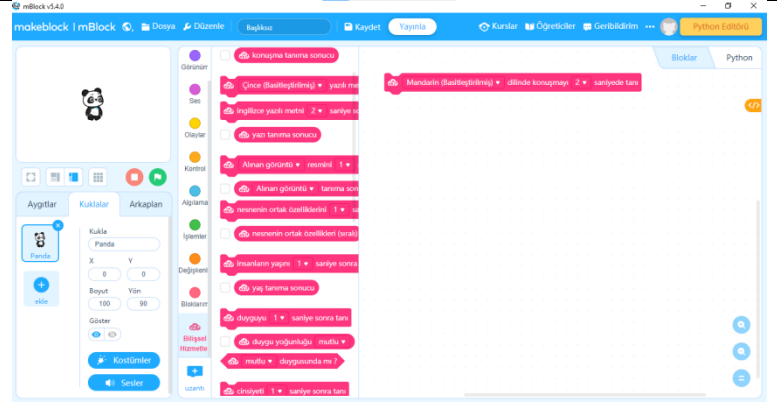 mBlock v5.4.0
makeblock | mBlock Dosya Düzenle Başlıksız Kaydet Yayınla Kurslar Öğreticiler Geribildirim ••• Python Editörü
Bloklar Python
Görünüm
Ses
Olaylar
Kontrol
Algılama
İşlemler
Değişkenl
Bloklarım
Bilişsel
Hizmetle
uzantı
konuşma tanıma sonucu
Çince (Basitleştirilmiş) yazılı me
ingilizce yazılı metni 2 saniye so
yazı tanıma sonucu
Alınan görüntü resmini 1
Alınan görüntü tanıma son
nesnenin ortak özelliklerini 1 sa
nesnenin ortak özellikleri (sıralı)
insanların yaşını 1 saniye sonra
yaş tanıma sonucu
duyguyu 1 saniye sonra tanı
duygu yoğunluğu mutlu
mutlu duygusunda mı ?
cinsiyeti 1 saniye sonra tanı
Mandarin (Basitleştirilmiş) dilinde konuşmayı 2 saniyede tanı
</>
Aygıtlar Kuklalar Arkaplan
Panda
ekle
Kukla
Panda
X Y
0 0
Boyut Yön
100 90
Göster
Kostümler
Sesler